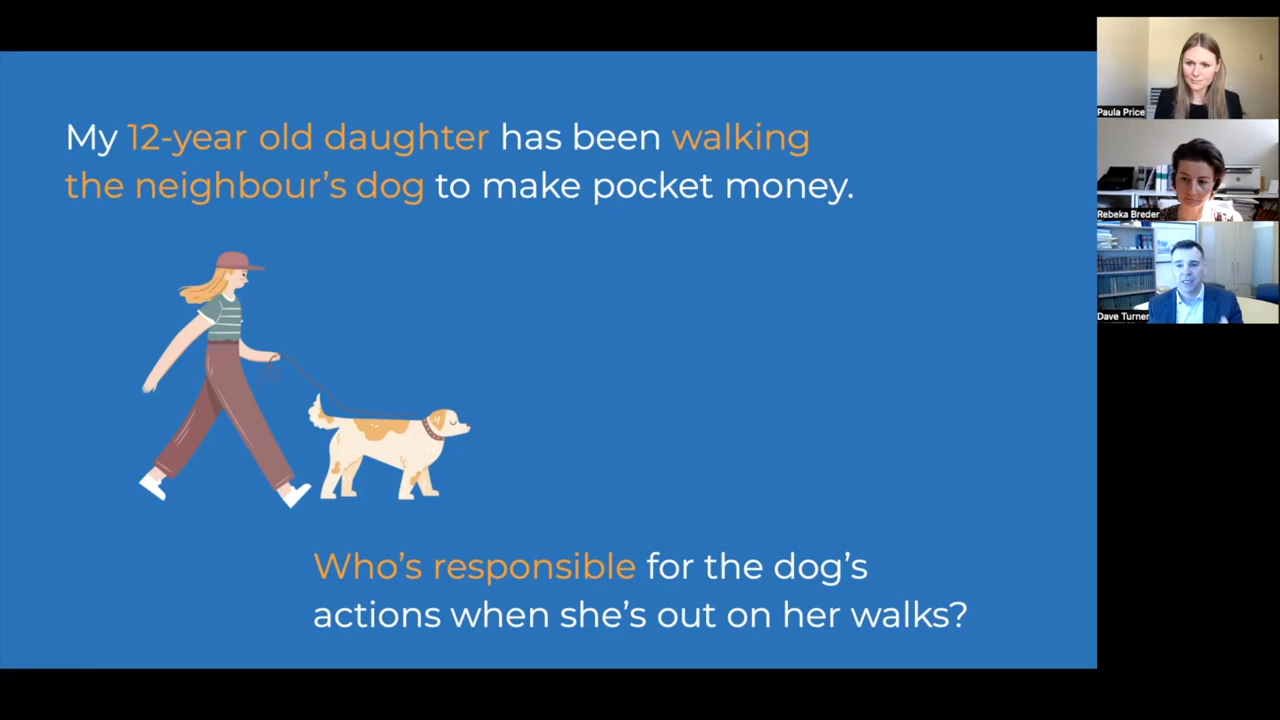 My 12-year old daughter has been walking
the neighbour's dog to make pocket money.
Who's responsible for the dog's
actions when she's out on her walks?
Paula Price
Rebeka Breder
Dave Turner